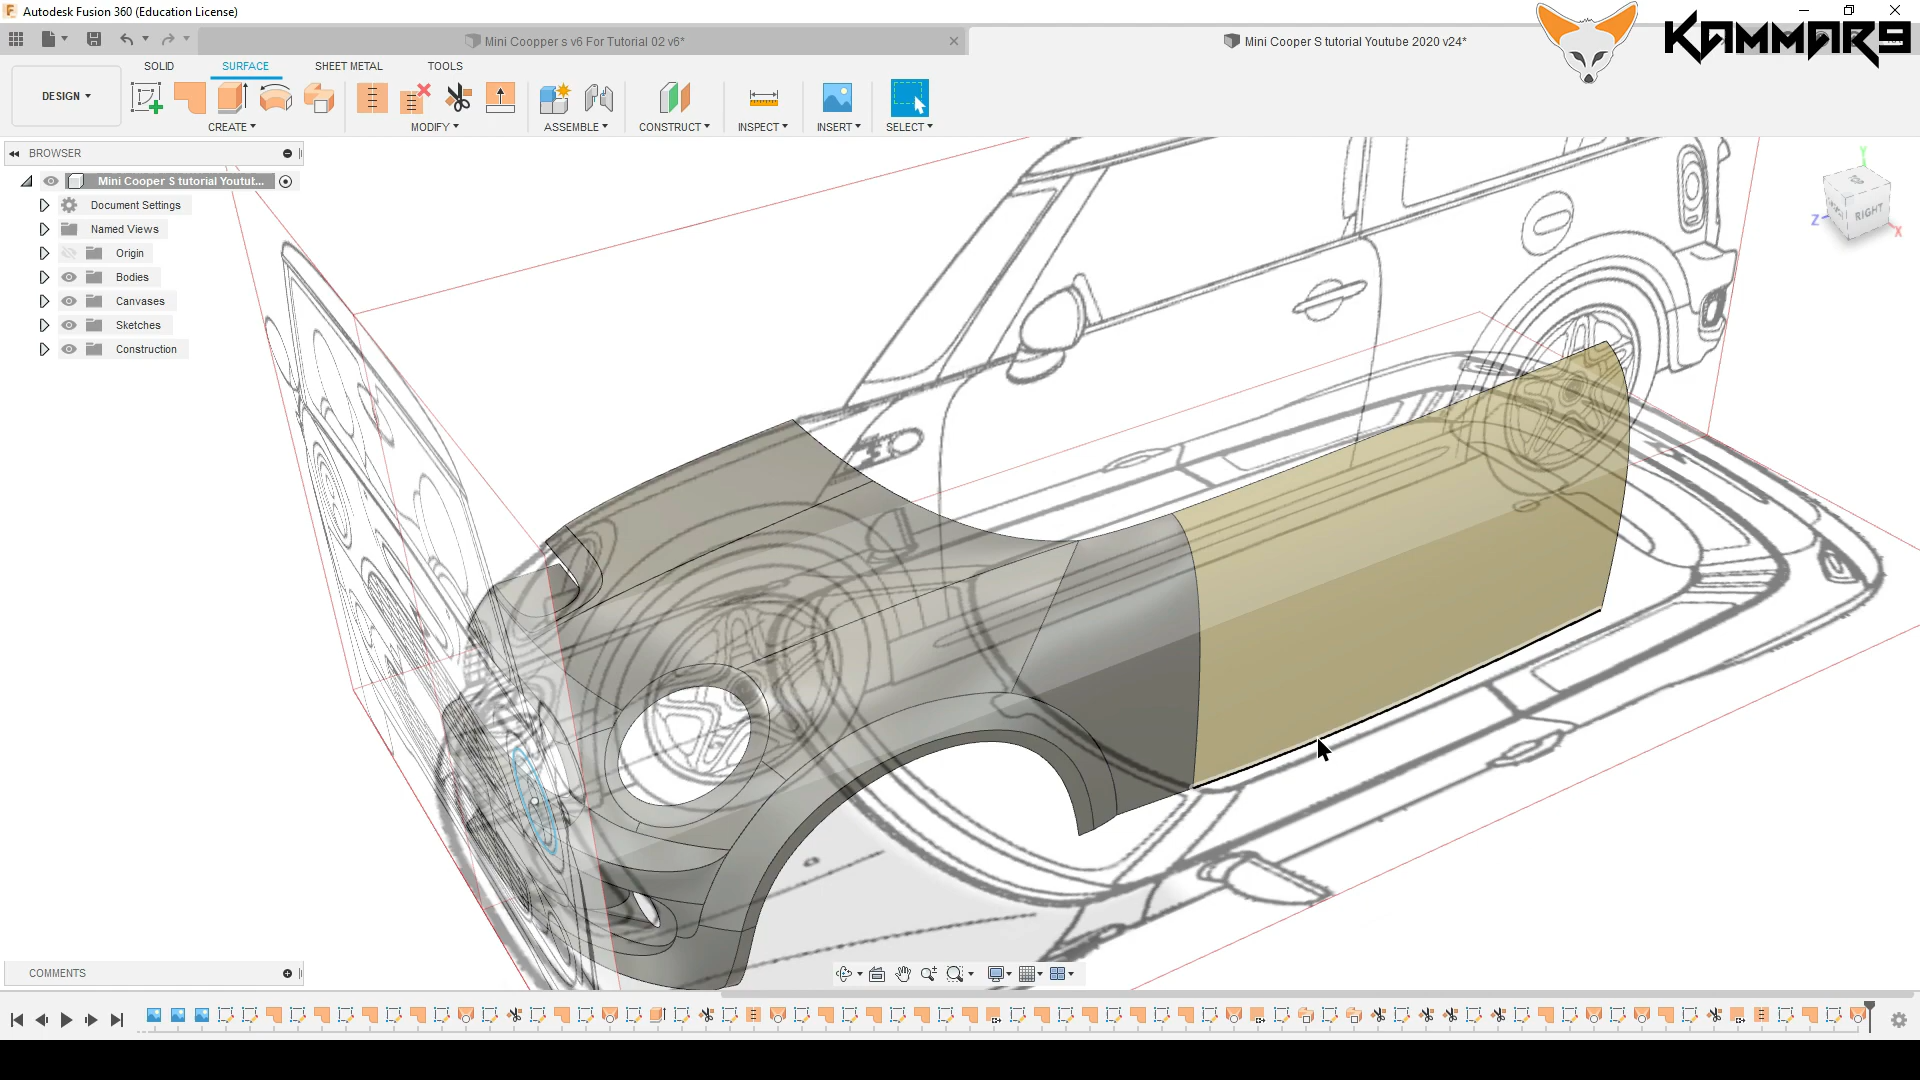 Autodesk Fusion 360 (Education License)
KAMMAR9
Mini Coopper s v6 For Tutorial 02 v6*
Mini Cooper S tutorial Youtube 2020 v24*
SOLID
SURFACE
SHEET METAL
TOOLS
DESIGN
CREATE
MODIFY
ASSEMBLE
CONSTRUCT
INSPECT
INSERT
SELECT
BROWSER
Mini Cooper S tutorial Youtut...
Document Settings
Named Views
Origin
Bodies
Canvases
Sketches
Construction
Y
RIGHT
Z
X
COMMENTS